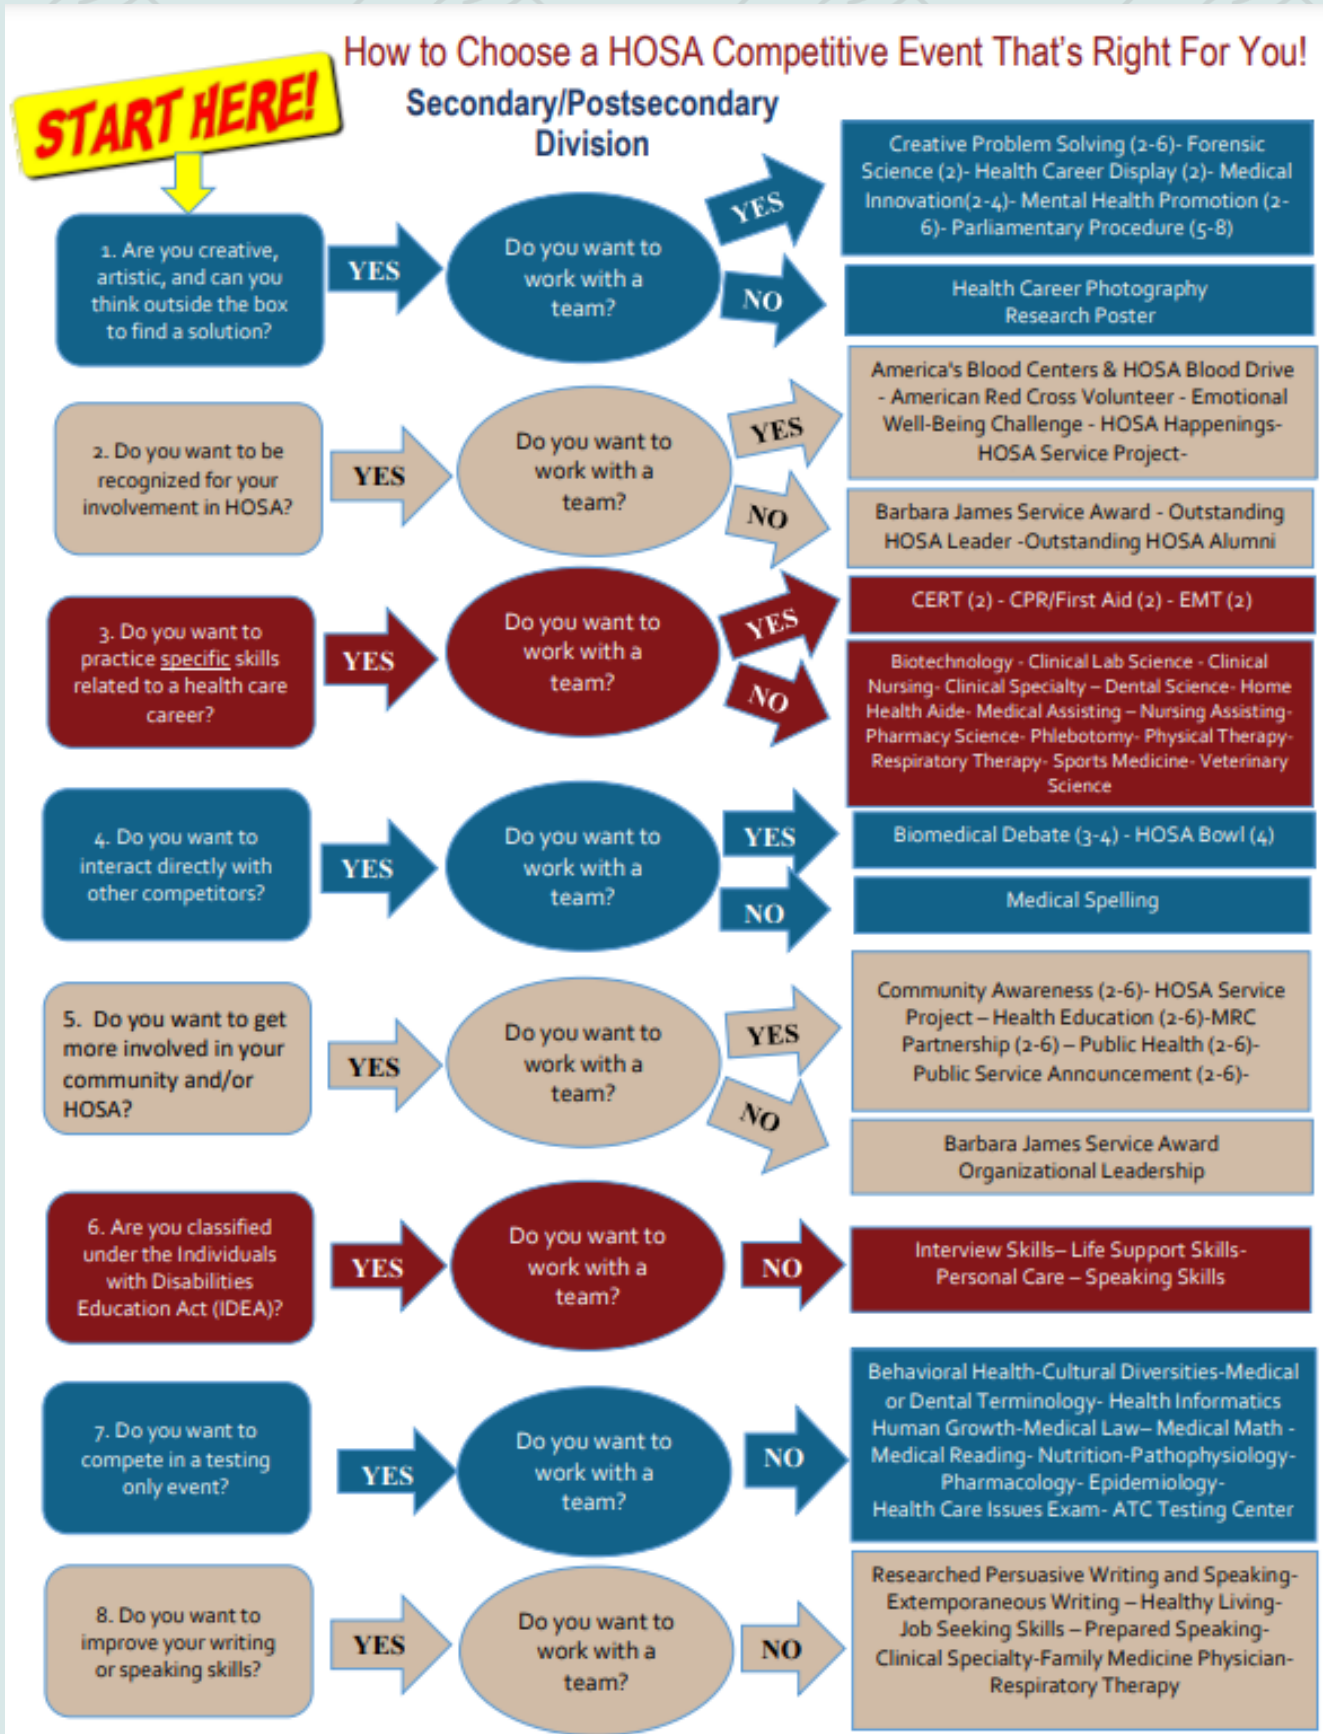 How to Choose a HOSA Competitive Event That's Right For You!
START HERE!
Secondary/Postsecondary
Division
1. Are you creative,
artistic, and can you
think outside the box
to find a solution?
YES
Do you want to
work with a
team?
YES
Creative Problem Solving (2-6)- Forensic
Science (2)- Health Career Display (2)- Medical
Innovation(2-4)- Mental Health Promotion (2-
6)- Parliamentary Procedure (5-8)
NO
Health Career Photography
Research Poster
2. Do you want to be
recognized for your
involvement in HOSA?
YES
Do you want to
work with a
team?
YES
America's Blood Centers & HOSA Blood Drive
- American Red Cross Volunteer - Emotional
Well-Being Challenge - HOSA Happenings-
HOSA Service Project-
NO
Barbara James Service Award - Outstanding
HOSA Leader -Outstanding HOSA Alumni
3. Do you want to
practice specific skills
related to a health care
career?
YES
Do you want to
work with a
team?
YES
CERT (2) - CPR/First Aid (2) - EMT (2)
NO
Biotechnology - Clinical Lab Science - Clinical
Nursing- Clinical Specialty – Dental Science- Home
Health Aide- Medical Assisting – Nursing Assisting-
Pharmacy Science- Phlebotomy- Physical Therapy-
Respiratory Therapy- Sports Medicine- Veterinary
Science
4. Do you want to
interact directly with
other competitors?
YES
Do you want to
work with a
team?
YES
Biomedical Debate (3-4) - HOSA Bowl (4)
NO
Medical Spelling
5. Do you want to get
more involved in your
community and/or
HOSA?
YES
Do you want to
work with a
team?
YES
Community Awareness (2-6)- HOSA Service
Project – Health Education (2-6)-MRC
Partnership (2-6) – Public Health (2-6)-
Public Service Announcement (2-6)-
NO
Barbara James Service Award
Organizational Leadership
6. Are you classified
under the Individuals
with Disabilities
Education Act (IDEA)?
YES
Do you want to
work with a
team?
NO
Interview Skills– Life Support Skills-
Personal Care – Speaking Skills
7. Do you want to
compete in a testing
only event?
YES
Do you want to
work with a
team?
NO
Behavioral Health-Cultural Diversities-Medical
or Dental Terminology- Health Informatics
Human Growth-Medical Law– Medical Math -
Medical Reading- Nutrition-Pathophysiology-
Pharmacology- Epidemiology-
Health Care Issues Exam- ATC Testing Center
8. Do you want to
improve your writing
or speaking skills?
YES
Do you want to
work with a
team?
NO
Researched Persuasive Writing and Speaking-
Extemporaneous Writing – Healthy Living-
Job Seeking Skills – Prepared Speaking-
Clinical Specialty-Family Medicine Physician-
Respiratory Therapy